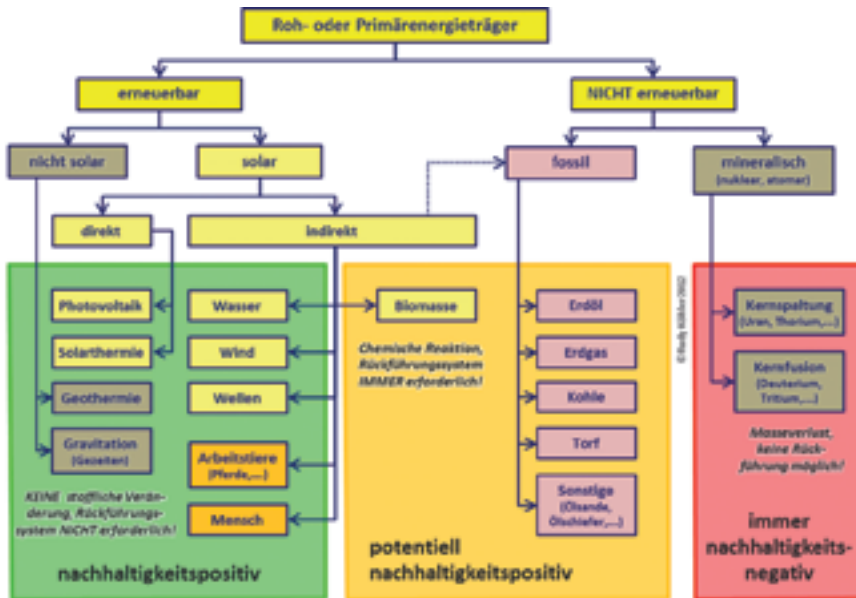 Roh- oder Primärenergieträger
erneuerbar
NICHT erneuerbar
nicht solar
solar
fossil
mineralisch
(nuklear, atomar)
direkt
indirekt
Photovoltaik
Solarthermie
Geothermie
Gravitation
(Gezeiten)
KEINE stoffliche Verän-
derung, Rückführungs-
system NICHT erforderlich!
Wasser
Wind
Wellen
Arbeitstiere
(Pferde,...)
Mensch
nachhaltigkeitspositiv
Biomasse
Chemische Reaktion,
Rückführungssystem
IMMER erforderlich!
Erdöl
Erdgas
Kohle
Torf
Sonstige
(Ölsande,
Ölschiefer,...)
potentiell
nachhaltigkeitspositiv
Kernspaltung
(Uran, Thorium,...)
Kernfusion
(Deuterium,
Tritium,...)
Masseverlust,
keine Rück-
führung möglich!
immer
nachhaltigkeits-
negativ